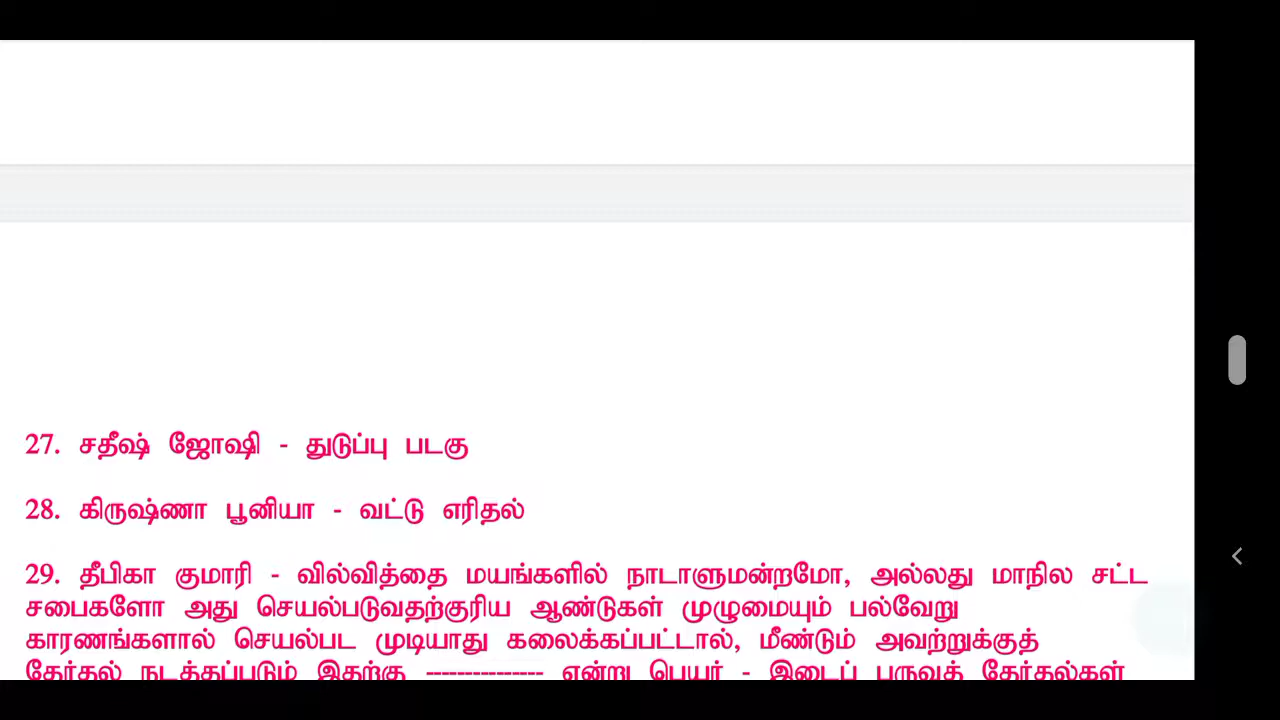 27. சதீஷ் ஜோஷி - துடுப்பு படகு
28. கிருஷ்ணா பூனியா - வட்டு எரிதல்
29. தீபிகா குமாரி - வில்வித்தை மயங்களில் நாடாளுமன்றமோ, அல்லது மாநில சட்ட
சபைகளோ அது செயல்படுவதற்குரிய ஆண்டுகள் முழுமையும் பல்வேறு
காரணங்களால் செயல்பட முடியாது கலைக்கப்பட்டால், மீண்டும் அவற்றுக்குத்
தேர்தல் நடத்தப்படும் இதற்கு --------------- என்று பெயர் - இடைப் பருவத் தேர்தல்கள்